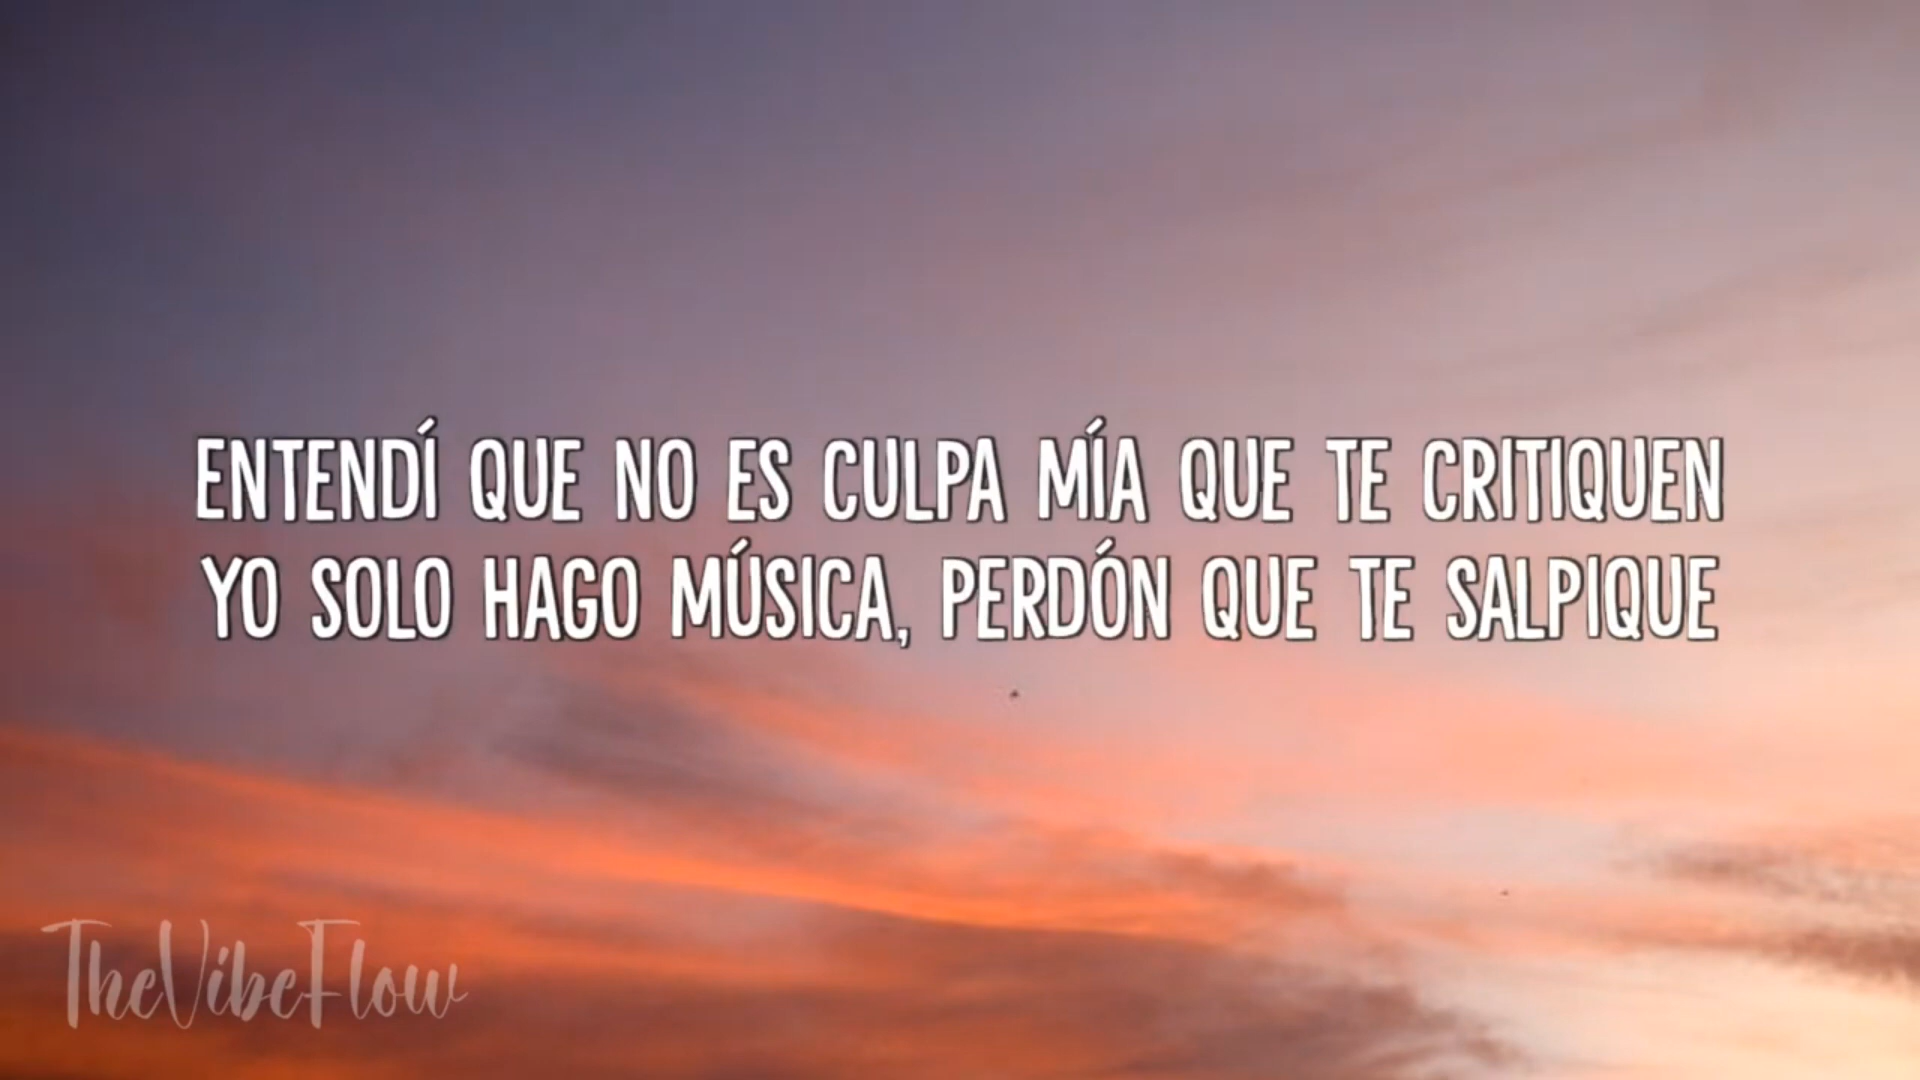 ENTENDÍ QUE NO ES CULPA MÍA QUE TE CRITIQUEN
YO SOLO HAGO MÚSICA, PERDÓN QUE TE SALPIQUE
TheVibeFlow